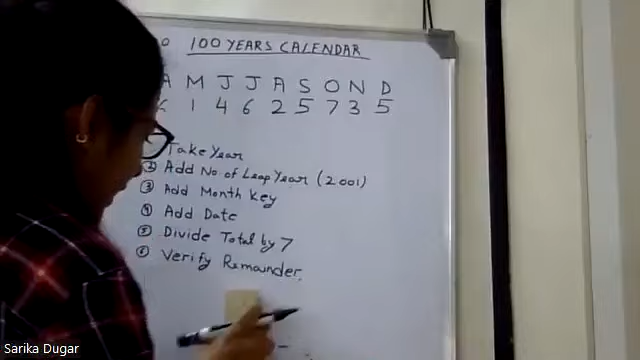 100 YEARS CALENDAR
A M J J A S O N D
1 4 6 2 5 7 3 5
Take Year
② Add No of Leap Year (2001)
③ Add Month Key
④ Add Date
⑤ Divide Total by 7
⑥ Verify Remainder
Sarika Dugar